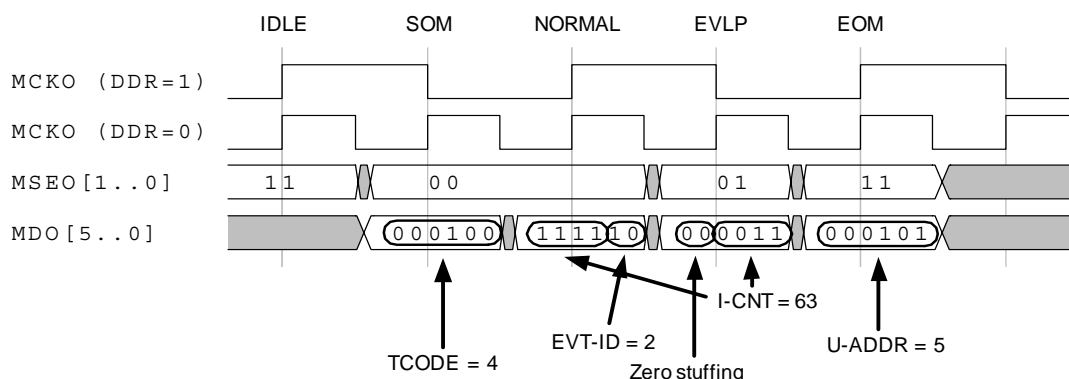 IDLE SOM NORMAL EVLP EOM
MCKO (DDR=1)
MCKO (DDR=0)
MSEO[1..0] 11 00 01 11
MDO[5..0] 000100 111110 000011 000101
I-CNT = 63
EVT-ID = 2 U-ADDR = 5
TCODE = 4 Zero stuffing